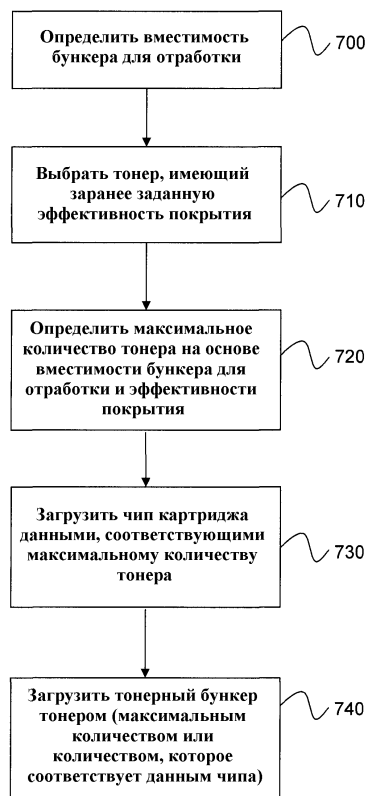 Определить вместимость
бункера для отработки
700
Выбрать тонер, имеющий
заранее заданную
эффективность покрытия
710
Определить максимальное
количество тонера на основе
вместимости бункера для
отработки и эффективности
покрытия
720
Загрузить чип картриджа
данными, соответствующими
максимальному количеству
тонера
730
Загрузить тонерный бункер
тонером (максимальным
количеством или
количеством, которое
соответствует данным чипа)
740